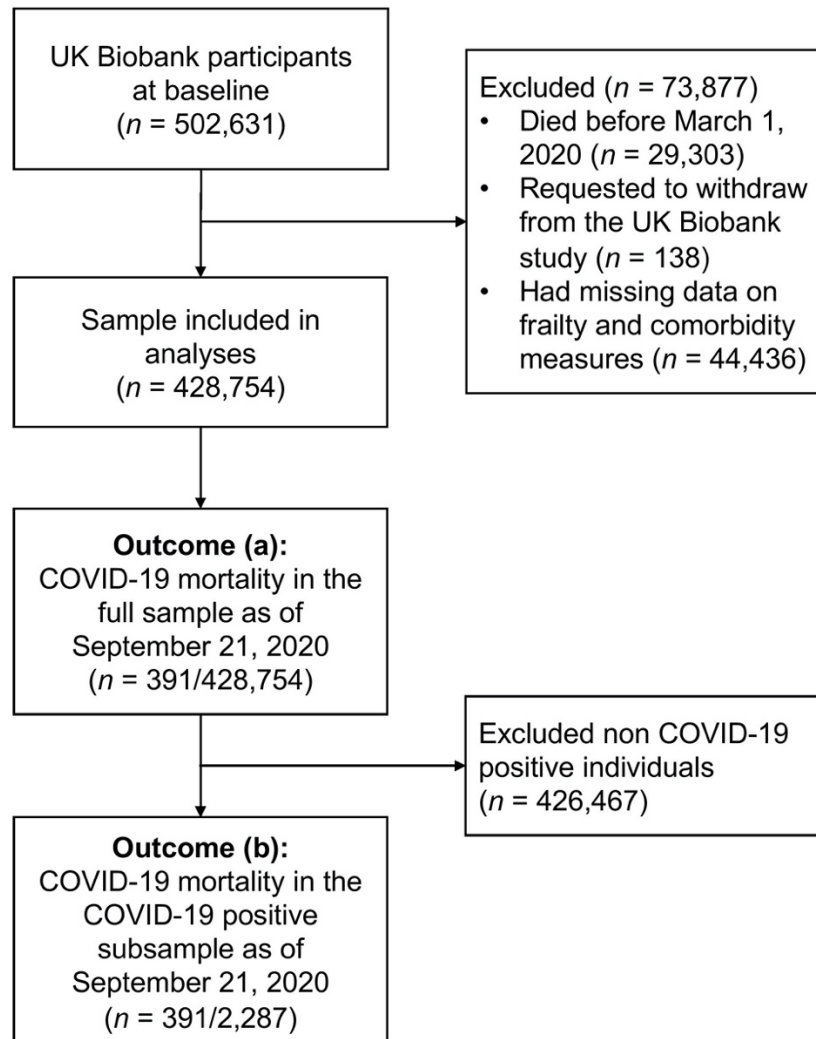 UK Biobank participants
at baseline
(n = 502,631)
Excluded (n = 73,877)
• Died before March 1,
2020 (n = 29,303)
• Requested to withdraw
from the UK Biobank
study (n = 138)
• Had missing data on
frailty and comorbidity
measures (n = 44,436)
Sample included in
analyses
(n = 428,754)
Outcome (a):
COVID-19 mortality in the
full sample as of
September 21, 2020
(n = 391/428,754)
Excluded non COVID-19
positive individuals
(n = 426,467)
Outcome (b):
COVID-19 mortality in the
COVID-19 positive
subsample as of
September 21, 2020
(n = 391/2,287)